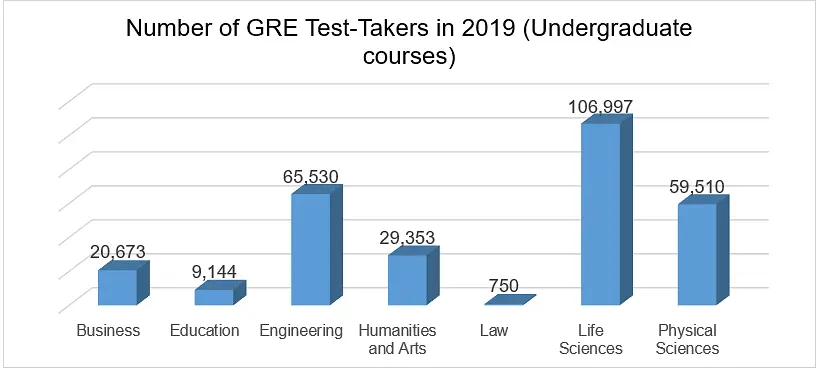 Number of GRE Test-Takers in 2019 (Undergraduate
courses)
106,997
65,530
59,510
29,353
20,673
9,144
750
Business Education Engineering Humanities Law Life Physical
and Arts Sciences Sciences